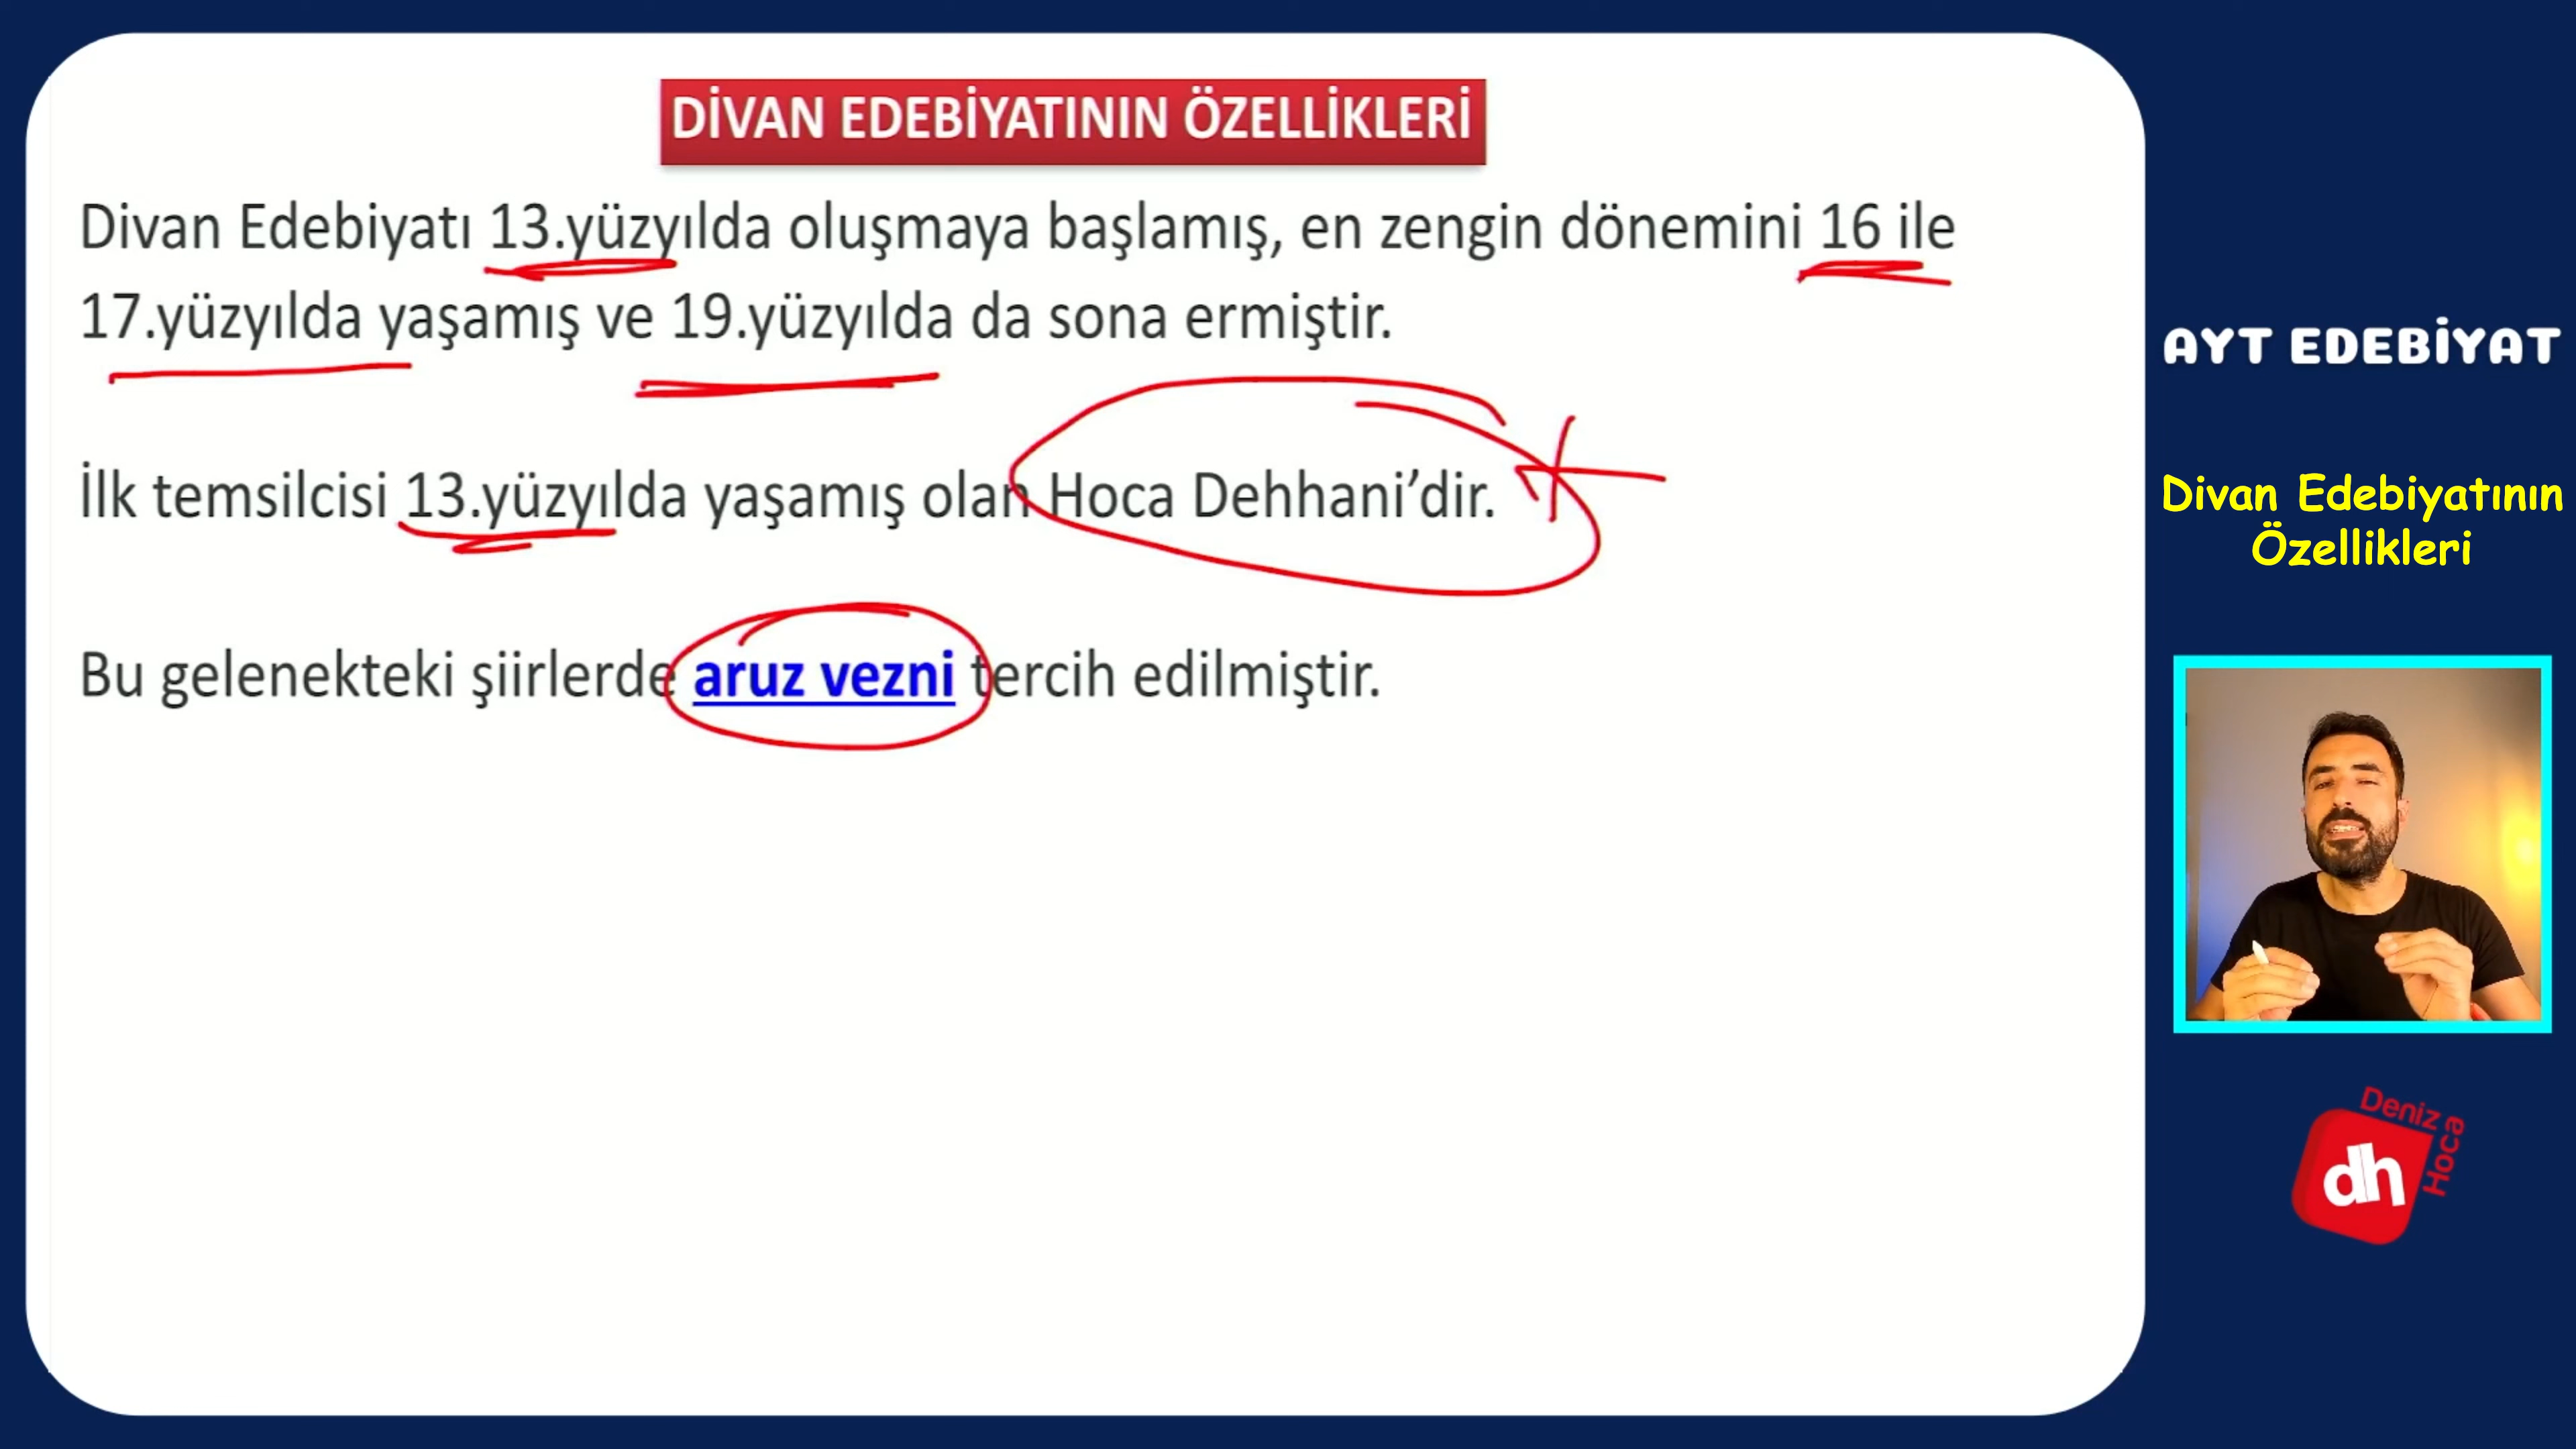 DİVAN EDEBİYATININ ÖZELLİKLERİ
Divan Edebiyatı 13.yüzyılda oluşmaya başlamış, en zengin dönemini 16 ile
17.yüzyılda yaşamış ve 19.yüzyılda da sona ermiştir.
İlk temsilcisi 13.yüzyılda yaşamış olan Hoca Dehhani’dir.
Bu gelenekteki şiirlerde aruz vezni tercih edilmiştir.
AYT EDEBİYAT
Divan Edebiyatının
Özellikleri
Deniz
Hoca
dh